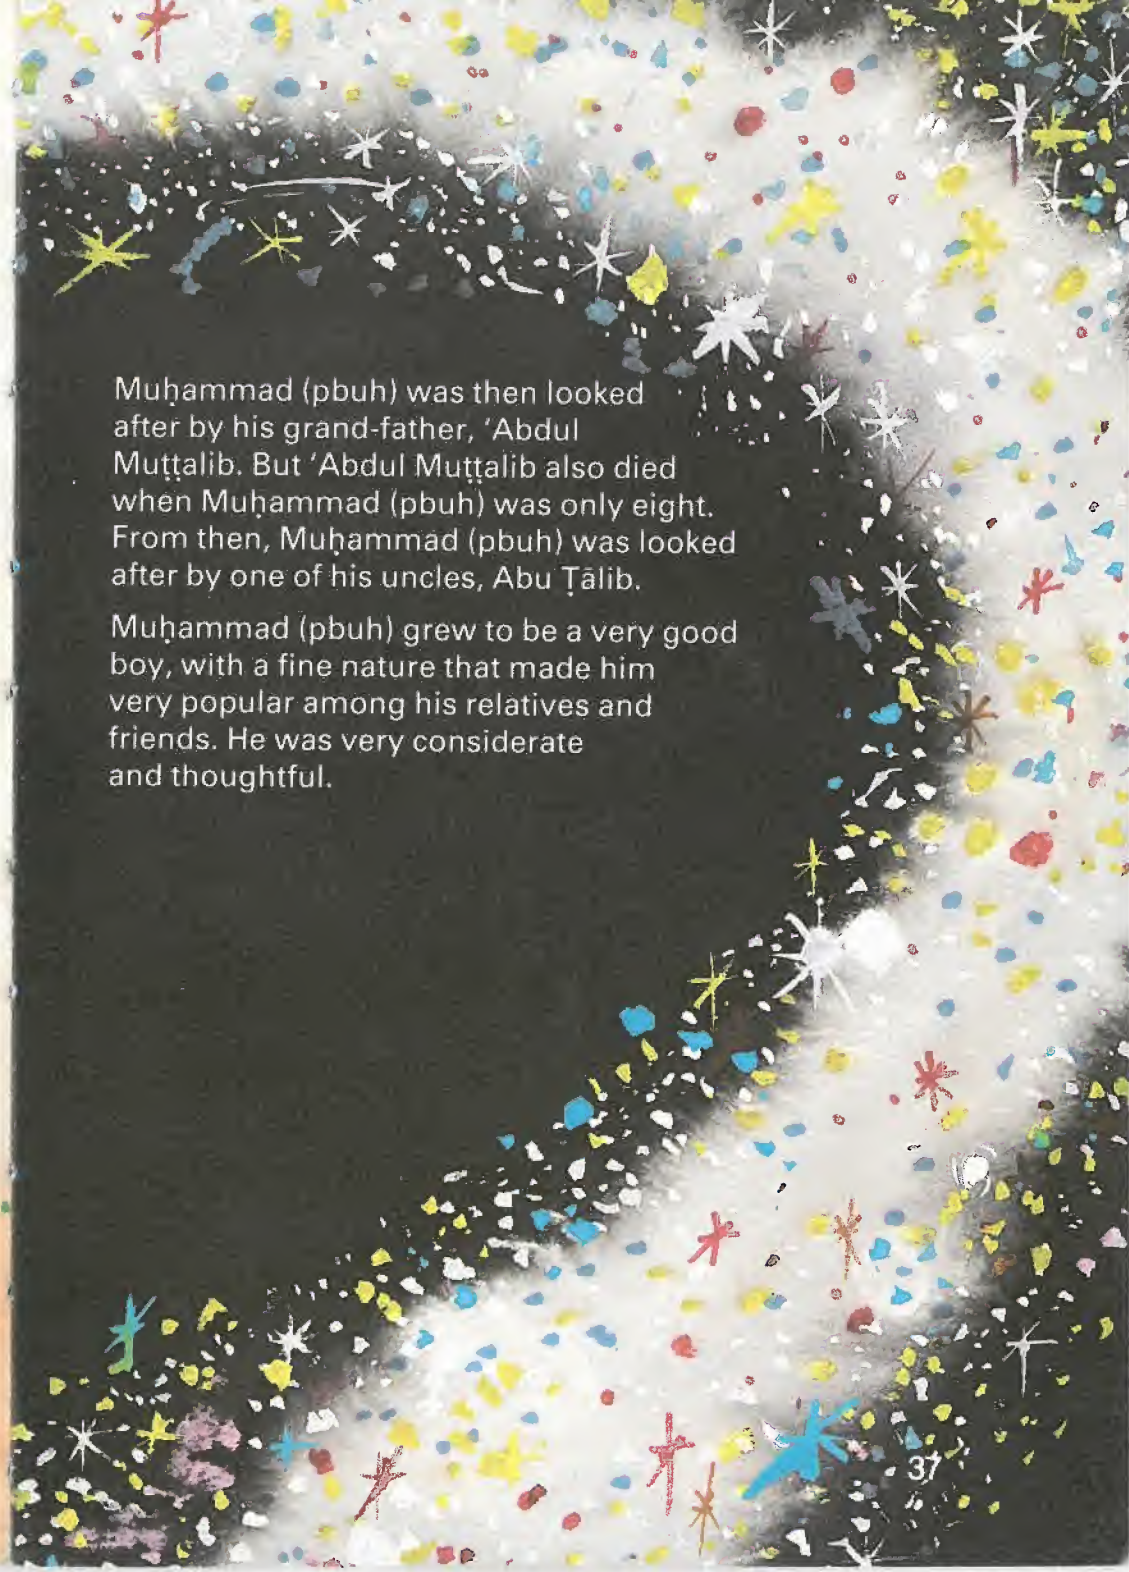 Muḥammad (pbuh) was then looked
after by his grand-father, ‘Abdul
Muṭṭalib. But ‘Abdul Muṭṭalib also died
when Muḥammad (pbuh) was only eight.
From then, Muḥammad (pbuh) was looked
after by one of his uncles, Abu Ṭālib.
Muḥammad (pbuh) grew to be a very good
boy, with a fine nature that made him
very popular among his relatives and
friends. He was very considerate
and thoughtful.
37